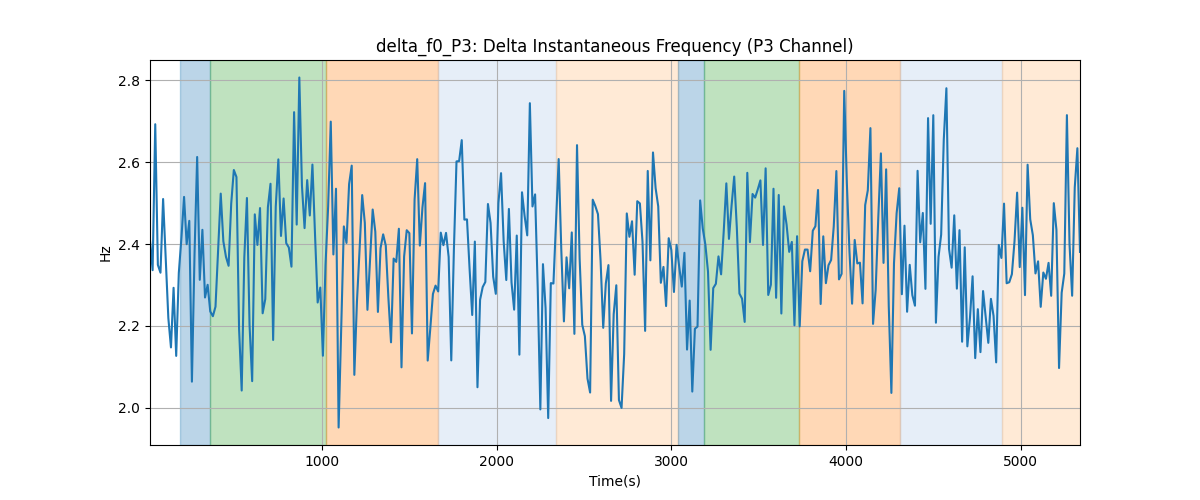 delta_f0_P3: Delta Instantaneous Frequency (P3 Channel)
2.8
2.6
2.4
2.2
2.0
Hz
1000 2000 3000 4000 5000
Time(s)